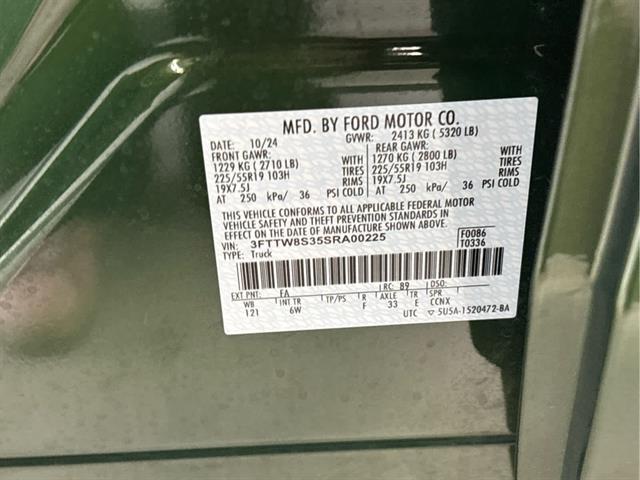 MFD. BY FORD MOTOR CO.
DATE: 10/24 GVWR: 2413 KG ( 5320 LB)
FRONT GAWR: REAR GAWR:
1229 KG ( 2710 LB) WITH 1270 KG ( 2800 LB) WITH
225/55R19 103H TIRES 225/55R19 103H TIRES
19X7.5J RIMS 19X7.5J RIMS
AT 250 kPa/ 36 PSI COLD AT 250 kPa/ 36 PSI COLD
THIS VEHICLE CONFORMS TO ALL APPLICABLE FEDERAL MOTOR
VEHICLE SAFETY AND THEFT PREVENTION STANDARDS IN EFFECT ON
THE DATE OF MANUFACTURE SHOWN ABOVE.
VIN: 3FTTW8S35SRA00225 F0086
TYPE: Truck T0336
EXT PNT: FA RC: 89 DSO:
WB INT TR TP/PS R AXLE TR SPR
121 6W F 33 E CCNX
UTC ▽ 5U5A-1520472-BA